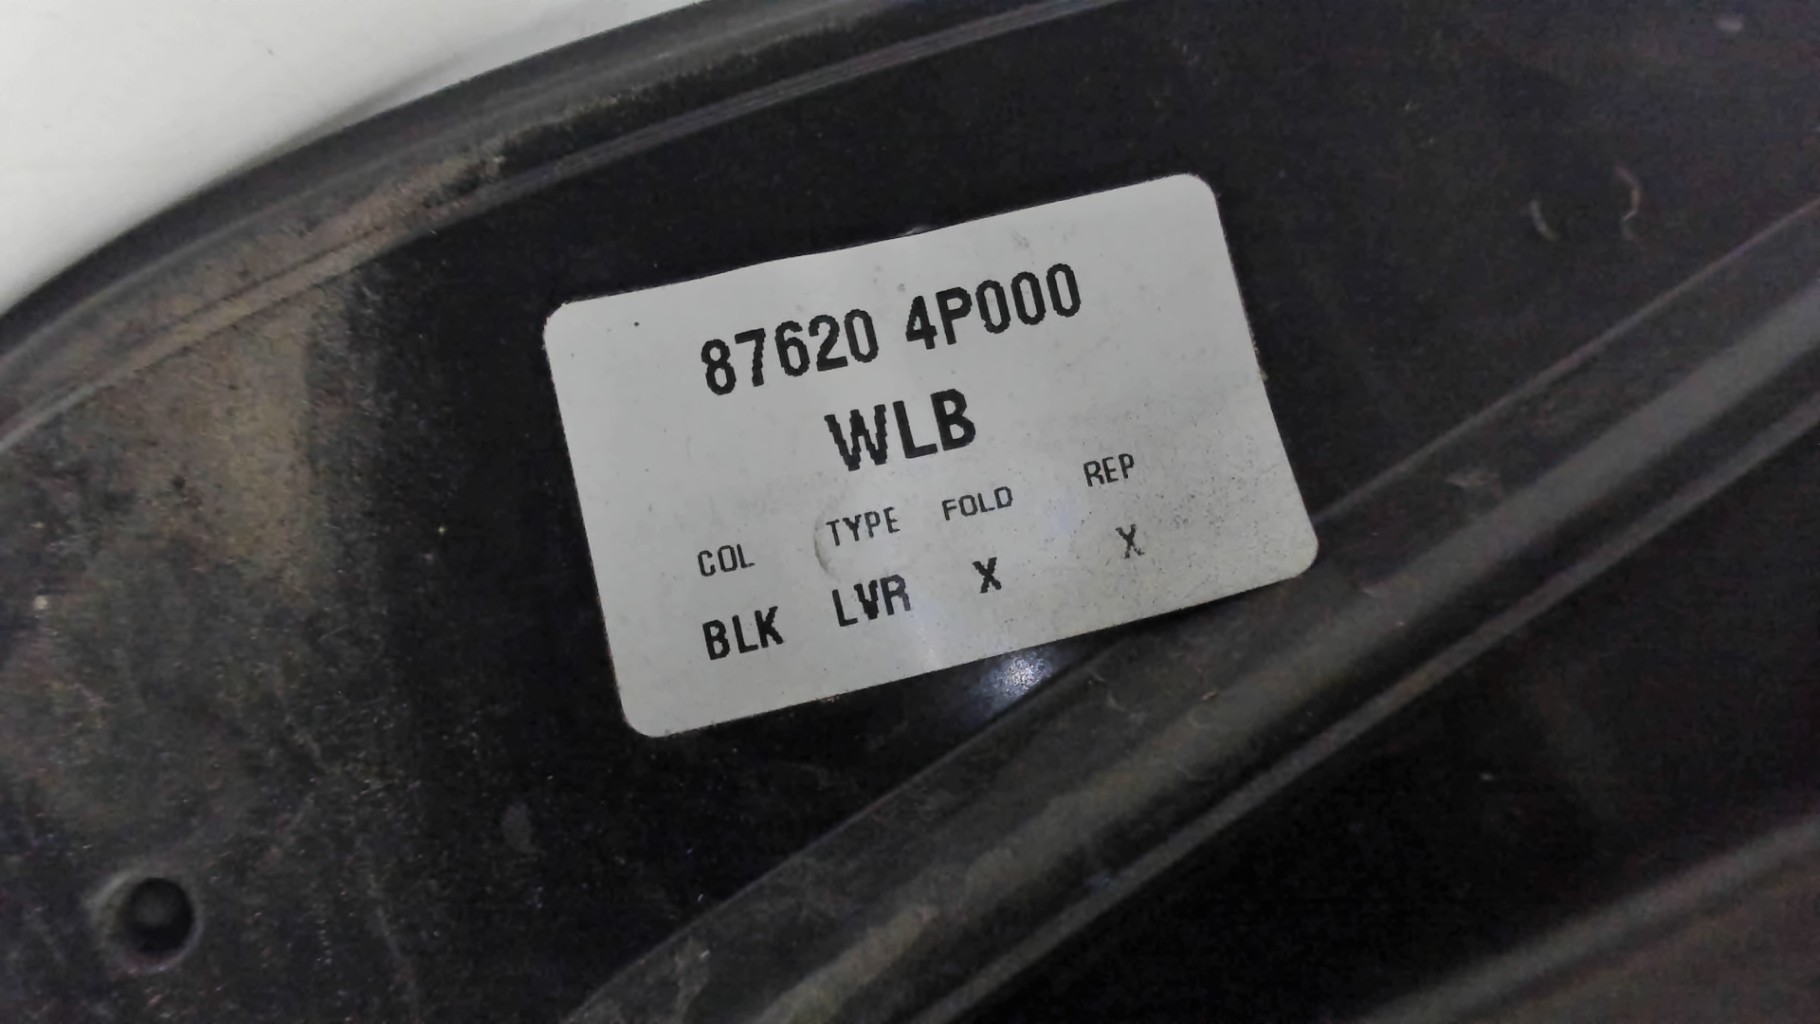 87620 4P000
WLB
COL TYPE FOLD REP
BLK LVR X X